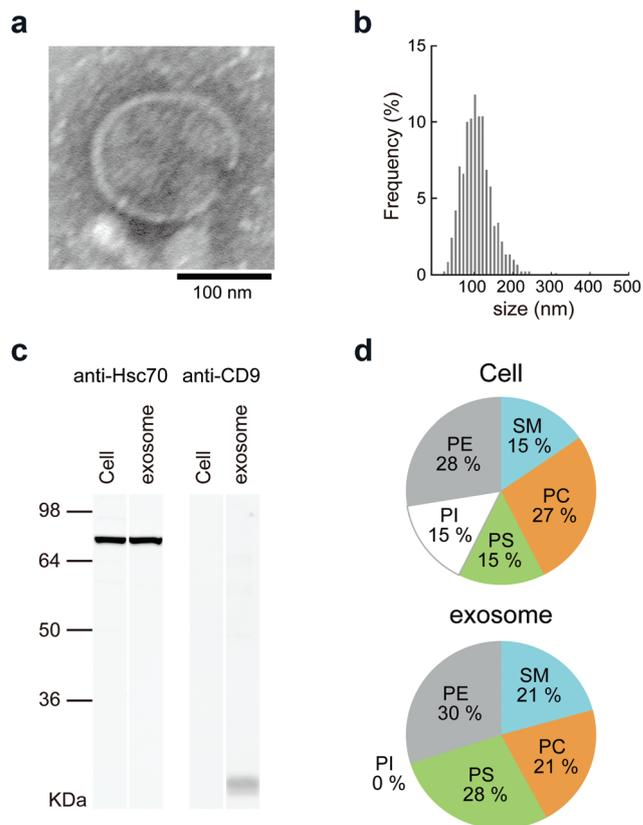 a
100 nm
b
Frequency (%)
15
10
5
0
100 200 300 400 500
size (nm)
c
anti-Hsc70 anti-CD9
Cell exosome Cell exosome
98
64
50
36
KDa
d
Cell
SM
15 %
PC
27 %
PS
15 %
PI
15 %
PE
28 %
exosome
SM
21 %
PC
21 %
PS
28 %
PI
0 %
PE
30 %